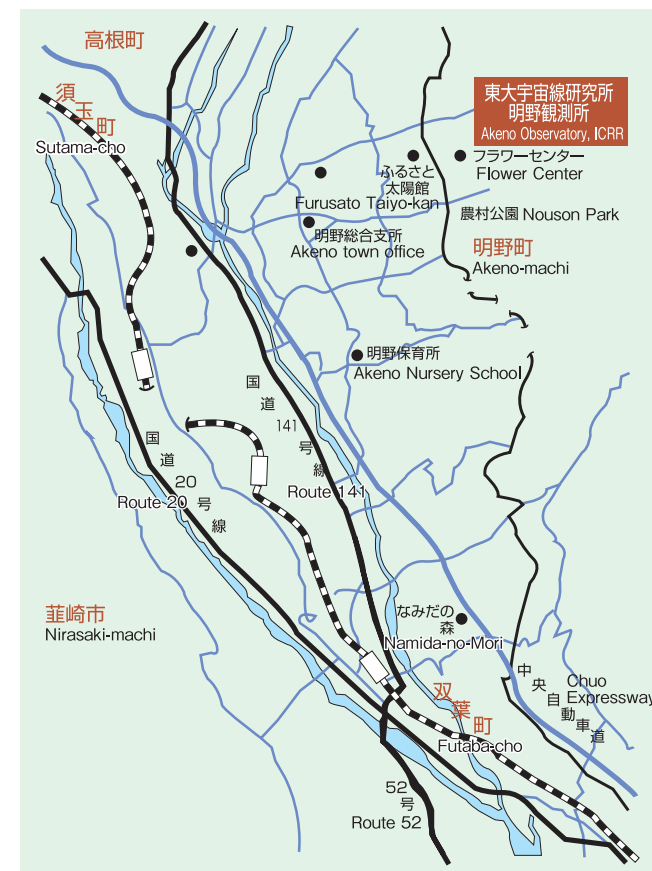 高根町
須玉町
Sutama-cho
東大宇宙線研究所
明野観測所
Akeno Observatory, ICRR
フラワーセンター
Flower Center
ふるさと
太陽館
Furusato Taiyo-kan
農村公園 Nouson Park
明野総合支所
Akeno town office
明野町
Akeno-machi
明野保育所
Akeno Nursery School
国道141号線
Route 141
国道20号線
Route 20
韮崎市
Nirasaki-machi
なみだの
森
Namida-no-Mori
中央自動車道
Chuo
Expressway
双葉町
Futaba-cho
52号
Route 52